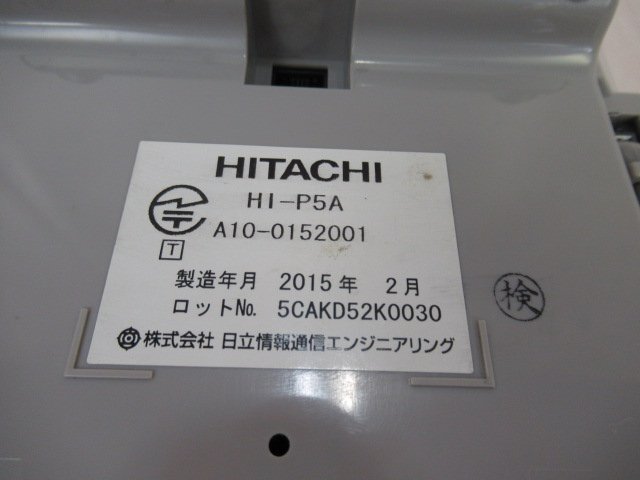 HITACHI
HI-P5A
A10-0152001
T
製造年月 2015年 2月
ロットNo. 5CAKD52K0030
株式会社 日立情報通信エンジニアリング
検